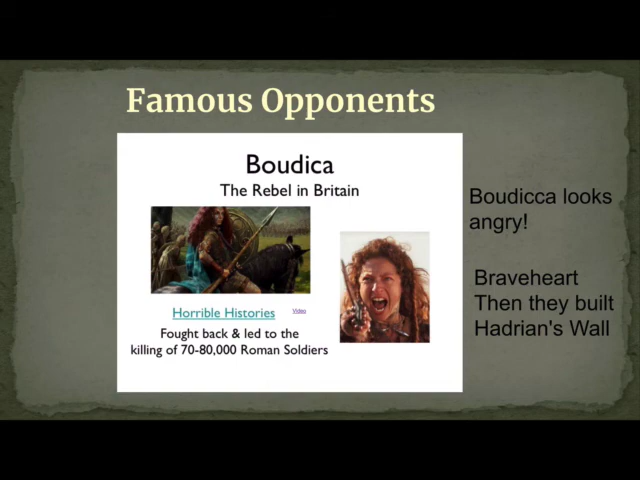 Famous Opponents
Boudica
The Rebel in Britain
Horrible Histories
Video
Fought back & led to the
killing of 70-80,000 Roman Soldiers
Boudicca looks
angry!
Braveheart
Then they built
Hadrian's Wall